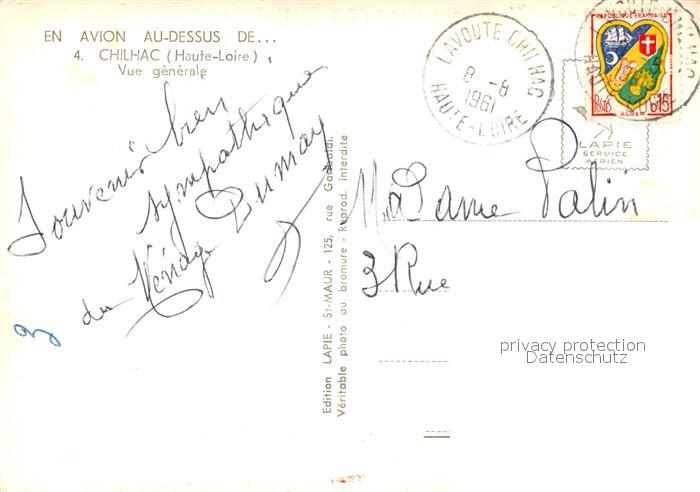 EN AVION AU-DESSUS DE...
4. CHILHAC (Haute-Loire)
Vue générale
Souvenir bien
sympathique
du Ménage Dumay
Edition LAPIE - St-MAUR - 125, rue Garibaldi.
Véritable photo au bromure - Reprod. interdite
LAVOUTE CHILHAC
8 -8
1961
HAUTE-LOIRE
REPUBLIQUE FRANÇAISE
POSTES
0,15
ALGER
LAPIE
SERVICE
AERIEN
Madame Patin
3 Rue
privacy protection
Datenschutz